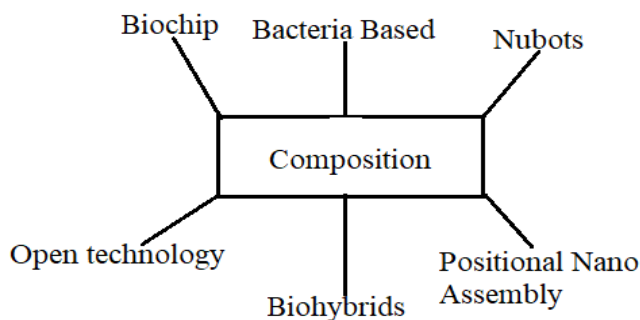 Biochip
Bacteria Based
Nubots
Composition
Open technology
Biohybrids
Positional Nano
Assembly